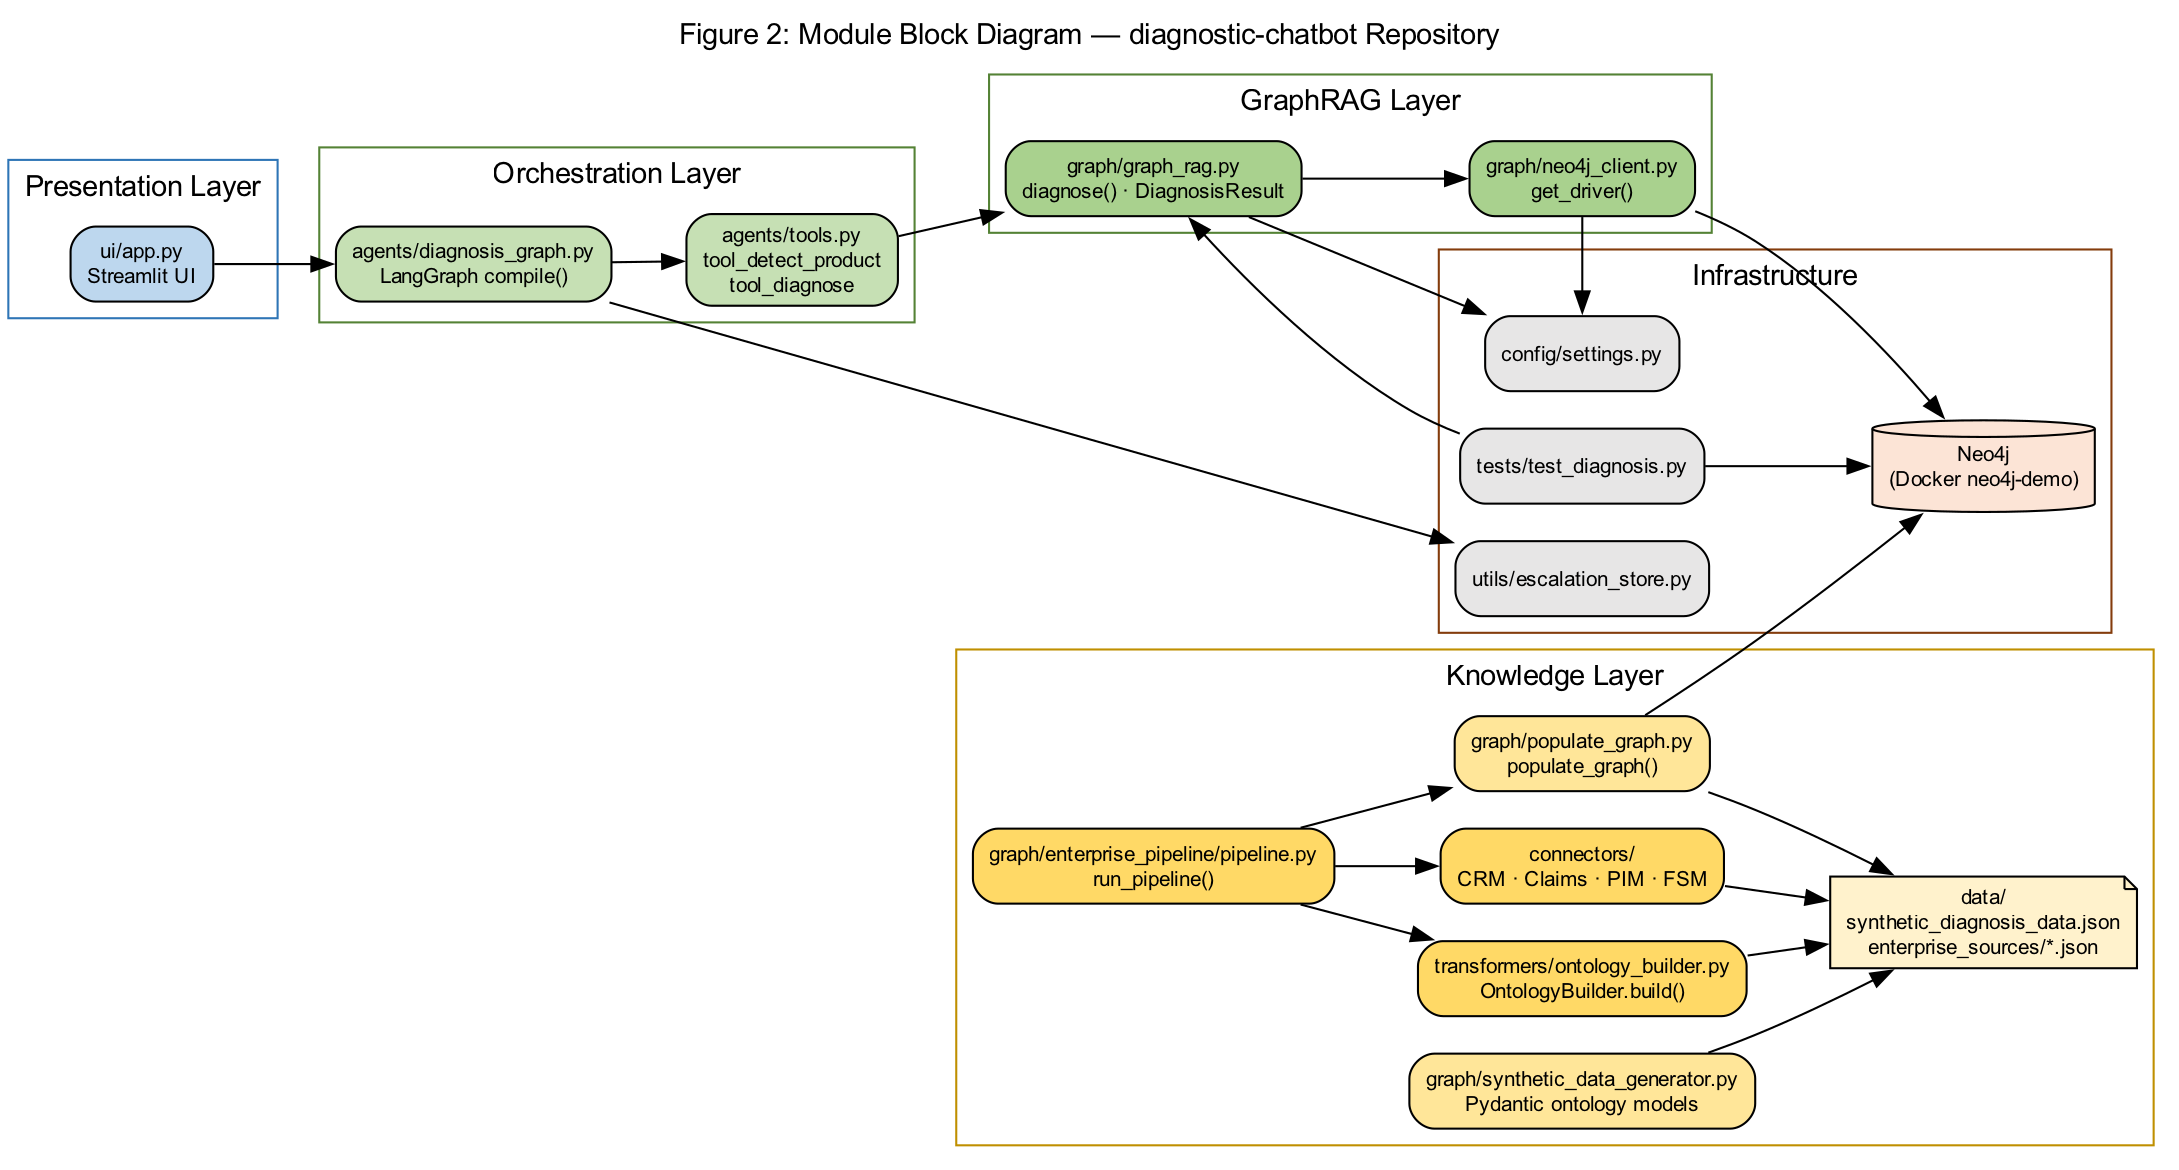 Figure 2: Module Block Diagram — diagnostic-chatbot Repository
Presentation Layer
ui/app.py
Streamlit UI
Orchestration Layer
agents/diagnosis_graph.py
LangGraph compile()
agents/tools.py
tool_detect_product
tool_diagnose
GraphRAG Layer
graph/graph_rag.py
diagnose() · DiagnosisResult
graph/neo4j_client.py
get_driver()
Infrastructure
config/settings.py
tests/test_diagnosis.py
utils/escalation_store.py
Neo4j
(Docker neo4j-demo)
Knowledge Layer
graph/populate_graph.py
populate_graph()
graph/enterprise_pipeline/pipeline.py
run_pipeline()
connectors/
CRM · Claims · PIM · FSM
transformers/ontology_builder.py
OntologyBuilder.build()
graph/synthetic_data_generator.py
Pydantic ontology models
data/
synthetic_diagnosis_data.json
enterprise_sources/*.json